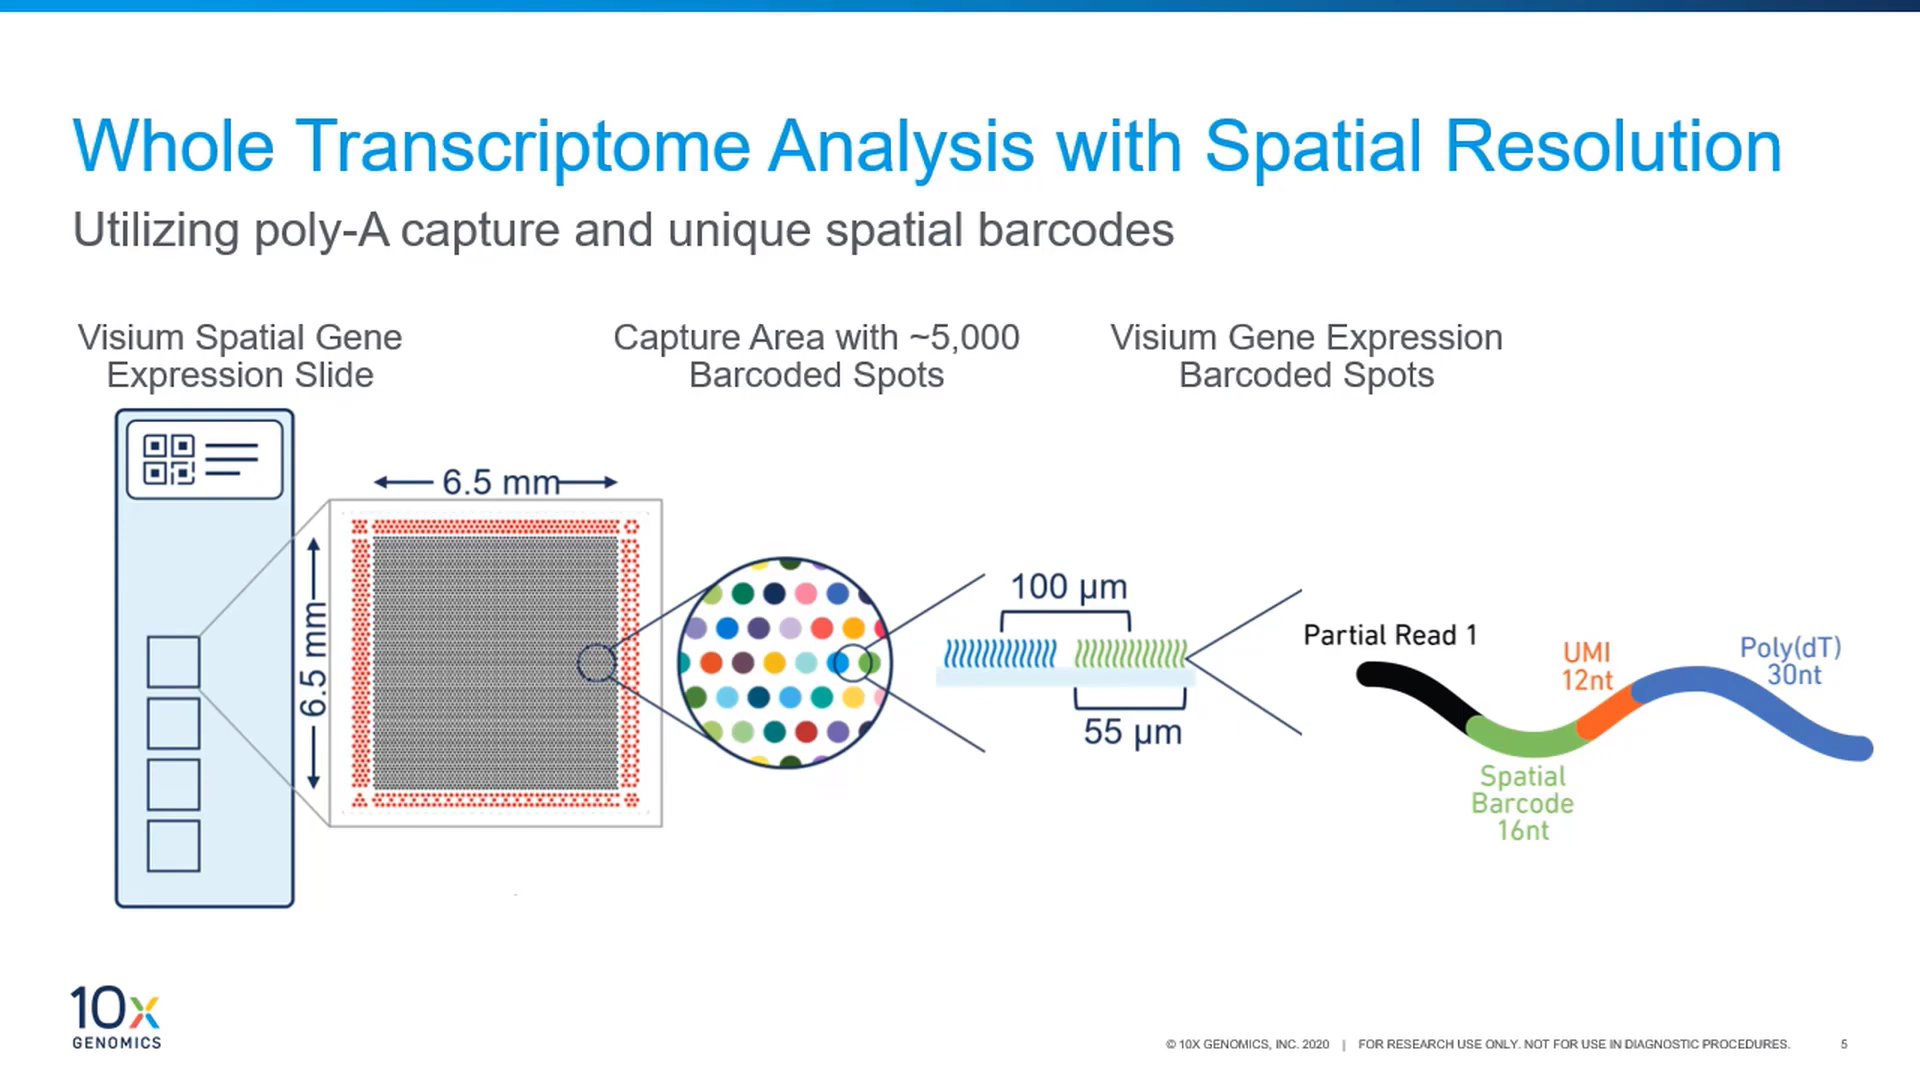 Whole Transcriptome Analysis with Spatial Resolution
Utilizing poly-A capture and unique spatial barcodes
Visium Spatial Gene
Expression Slide
Capture Area with ~5,000
Barcoded Spots
Visium Gene Expression
Barcoded Spots
6.5 mm
6.5 mm
100 µm
55 µm
Partial Read 1
Spatial
Barcode
16nt
UMI
12nt
Poly(dT)
30nt
10x
GENOMICS
© 10X GENOMICS, INC. 2020 | FOR RESEARCH USE ONLY. NOT FOR USE IN DIAGNOSTIC PROCEDURES. 5